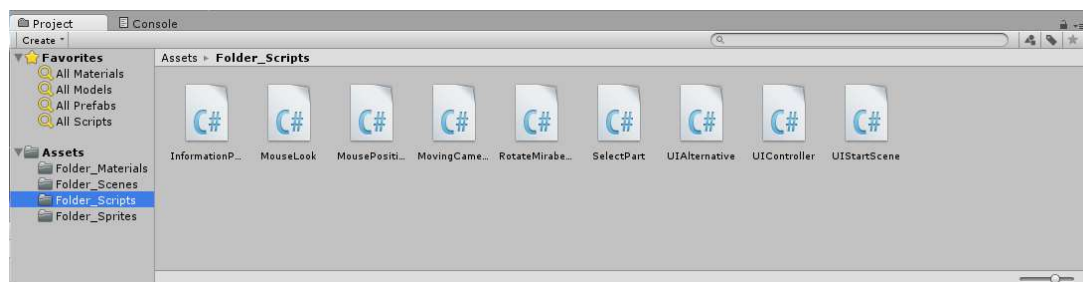 Project Console
Create
Favorites
All Materials
All Models
All Prefabs
All Scripts
Assets
Folder_Materials
Folder_Scenes
Folder_Scripts
Folder_Sprites
Assets Folder_Scripts
C# C# C# C# C# C# C# C# C#
InformationP... MouseLook MousePositi... MovingCame... RotateMirabe... SelectPart UIAlternative UIController UIStartScene